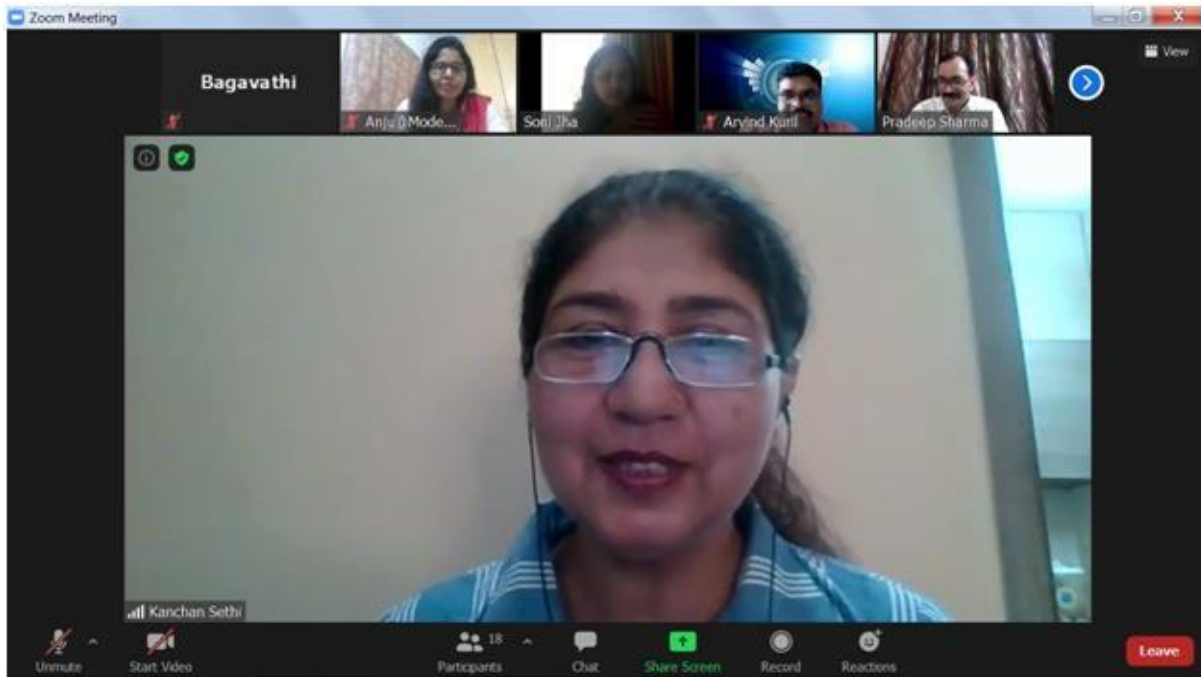 Zoom Meeting
View
Bagavathi
Anju@Mode...
Soni Jha
Arvind Kuril
Pradeep Sharma
Kanchan Sethi
Unmute
Start Video
Participants
18
Chat
Share Screen
Record
Reactions
Leave